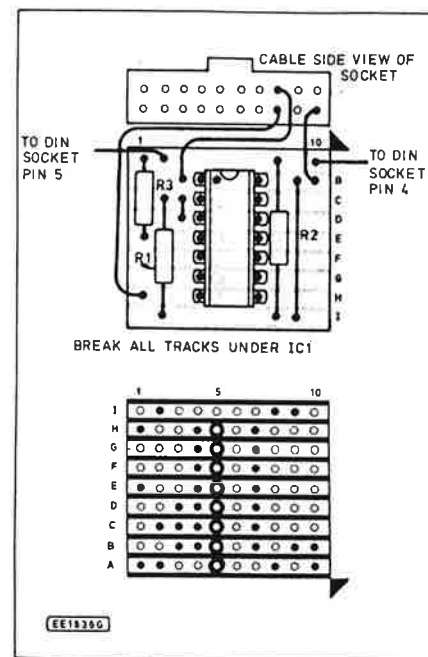 CABLE SIDE VIEW OF
SOCKET
TO DIN
SOCKET
PIN 5
1
10
TO DIN
SOCKET
PIN 4
R3
R1
R2
B
C
D
E
F
G
H
I
BREAK ALL TRACKS UNDER IC1
1
5
10
I
H
G
F
E
D
C
B
A
EE1836G